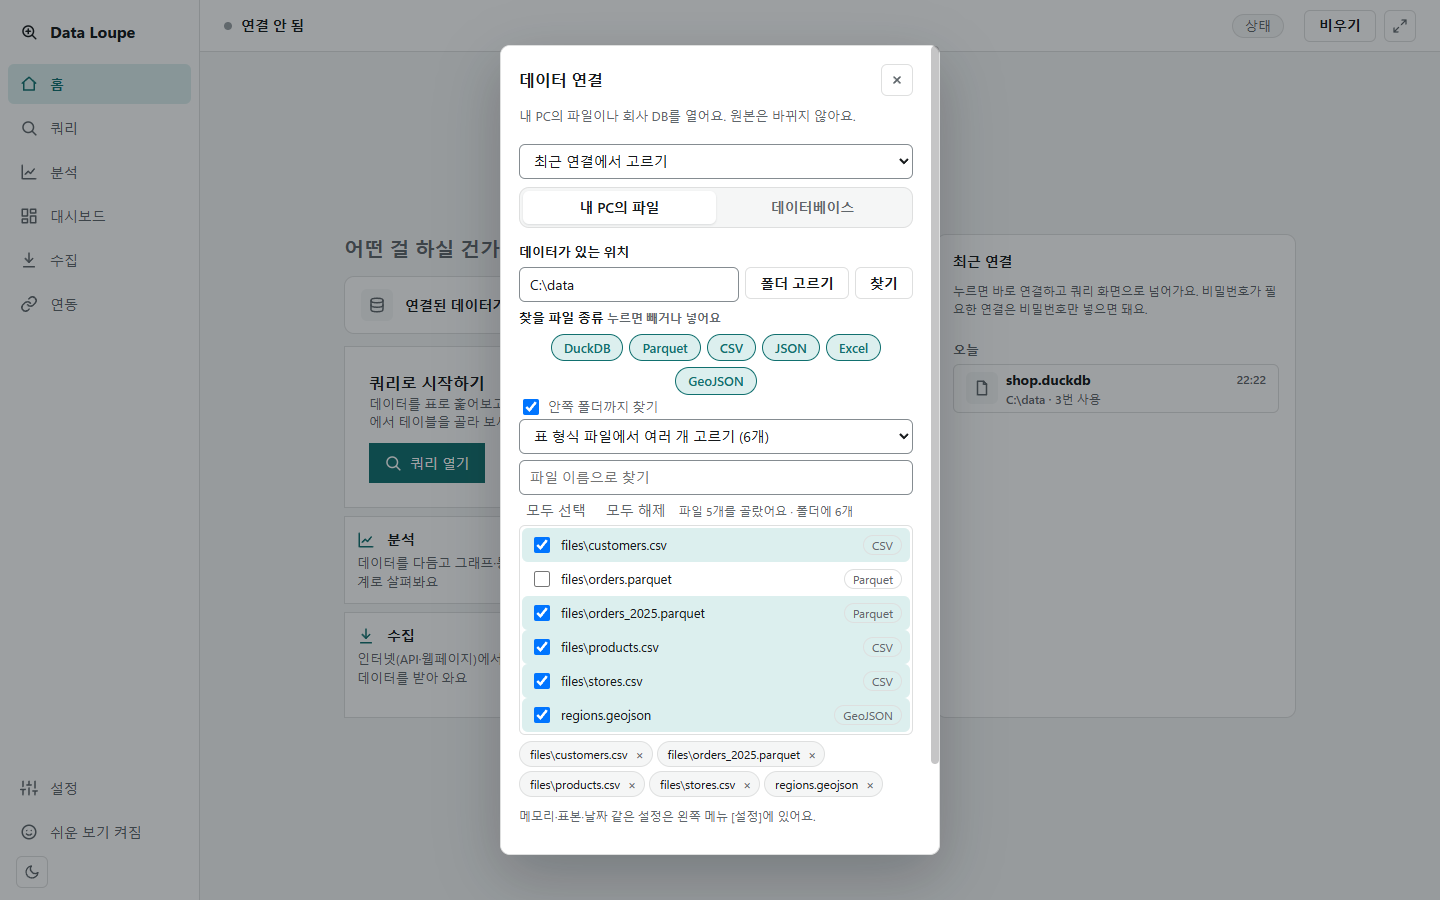 Data Loupe
홈
쿼리
분석
대시보드
수집
연동
설정
쉬운 보기 켜짐
연결 안 됨
상태
비우기
어떤 걸 하실 건가
연결된 데이터가
쿼리로 시작하기
데이터를 표로 훑어보고
에서 테이블을 골라 보세
쿼리 열기
분석
데이터를 다듬고 그래프·통
계로 살펴봐요
수집
인터넷(API·웹페이지)에서
데이터를 받아 와요
데이터 연결
×
내 PC의 파일이나 회사 DB를 열어요. 원본은 바뀌지 않아요.
최근 연결에서 고르기
내 PC의 파일
데이터베이스
데이터가 있는 위치
C:\data
폴더 고르기
찾기
찾을 파일 종류 누르면 빼거나 넣어요
DuckDB
Parquet
CSV
JSON
Excel
GeoJSON
안쪽 폴더까지 찾기
표 형식 파일에서 여러 개 고르기 (6개)
파일 이름으로 찾기
모두 선택
모두 해제
파일 5개를 골랐어요 · 폴더에 6개
files\customers.csv CSV
files\orders.parquet Parquet
files\orders_2025.parquet Parquet
files\products.csv CSV
files\stores.csv CSV
regions.geojson GeoJSON
files\customers.csv ×
files\orders_2025.parquet ×
files\products.csv ×
files\stores.csv ×
regions.geojson ×
메모리·표본·날짜 같은 설정은 왼쪽 메뉴 [설정]에 있어요.
최근 연결
누르면 바로 연결하고 쿼리 화면으로 넘어가요. 비밀번호가 필
요한 연결은 비밀번호만 넣으면 돼요.
오늘
shop.duckdb
22:22
C:\data · 3번 사용